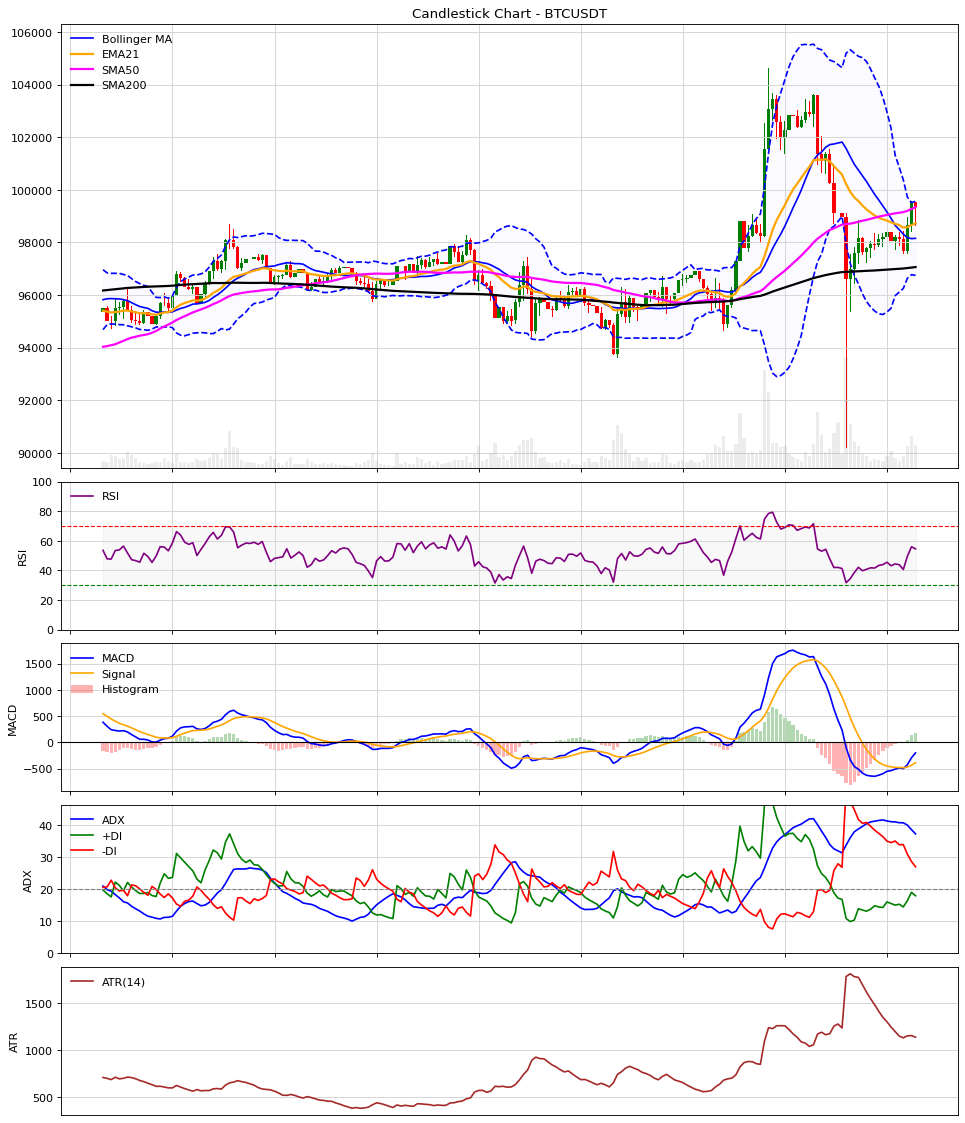 Candlestick Chart - BTCUSDT
106000
104000
102000
100000
98000
96000
94000
92000
90000
Bollinger MA
EMA21
SMA50
SMA200
100
80
60
40
20
0
RSI
RSI
1500
1000
500
0
−500
MACD
MACD
Signal
Histogram
40
30
20
10
0
ADX
ADX
+DI
-DI
1500
1000
500
ATR
ATR(14)